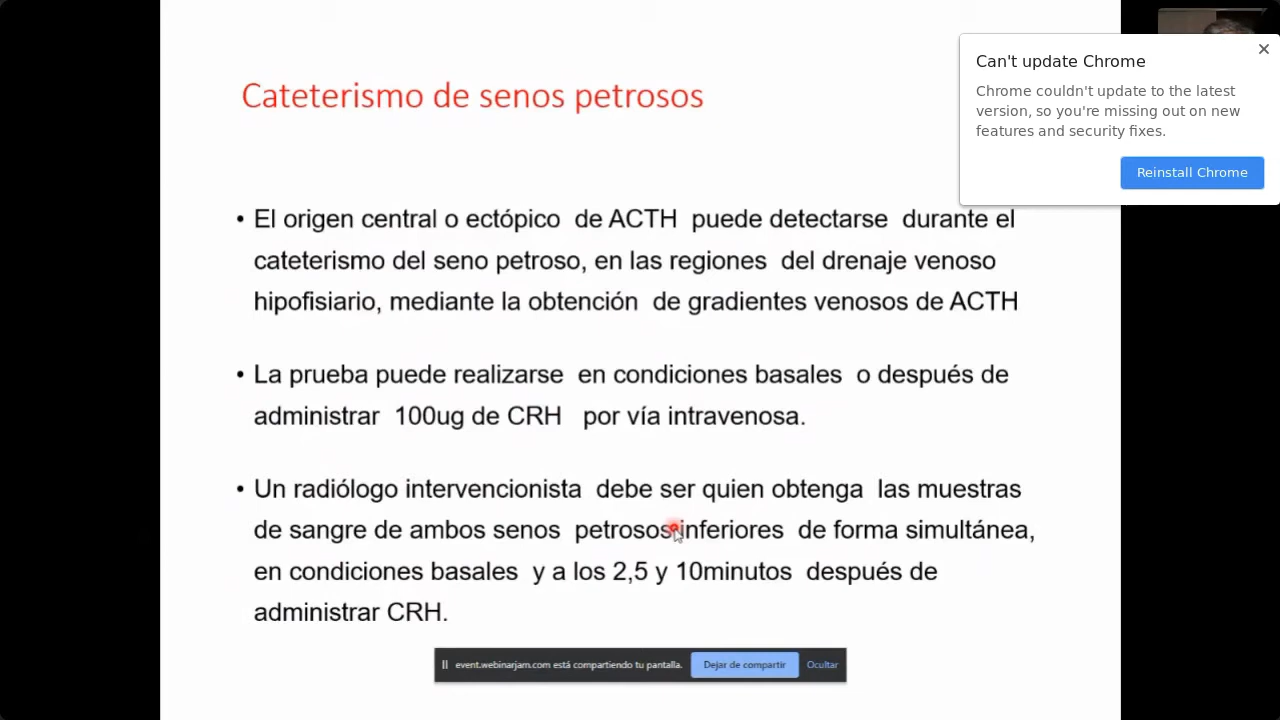 Cateterismo de senos petrosos
Can't update Chrome
Chrome couldn't update to the latest
version, so you're missing out on new
features and security fixes.
Reinstall Chrome
• El origen central o ectópico de ACTH puede detectarse durante el
cateterismo del seno petroso, en las regiones del drenaje venoso
hipofisiario, mediante la obtención de gradientes venosos de ACTH
• La prueba puede realizarse en condiciones basales o después de
administrar 100ug de CRH por vía intravenosa.
• Un radiólogo intervencionista debe ser quien obtenga las muestras
de sangre de ambos senos petrosos inferiores de forma simultánea,
en condiciones basales y a los 2,5 y 10minutos después de
administrar CRH.
event.webinarjam.com está compartiendo tu pantalla. Dejar de compartir Ocultar